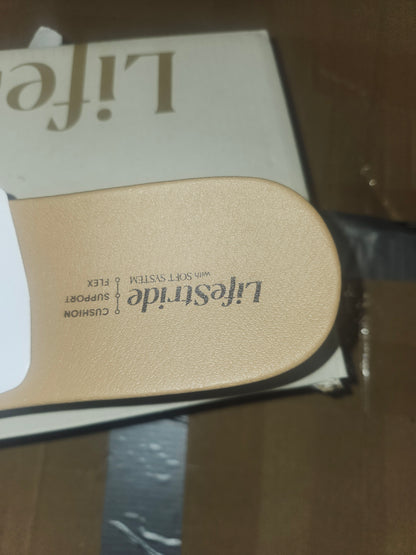 Life
LifeStride
with SOFT SYSTEM
CUSHION
SUPPORT
FLEX